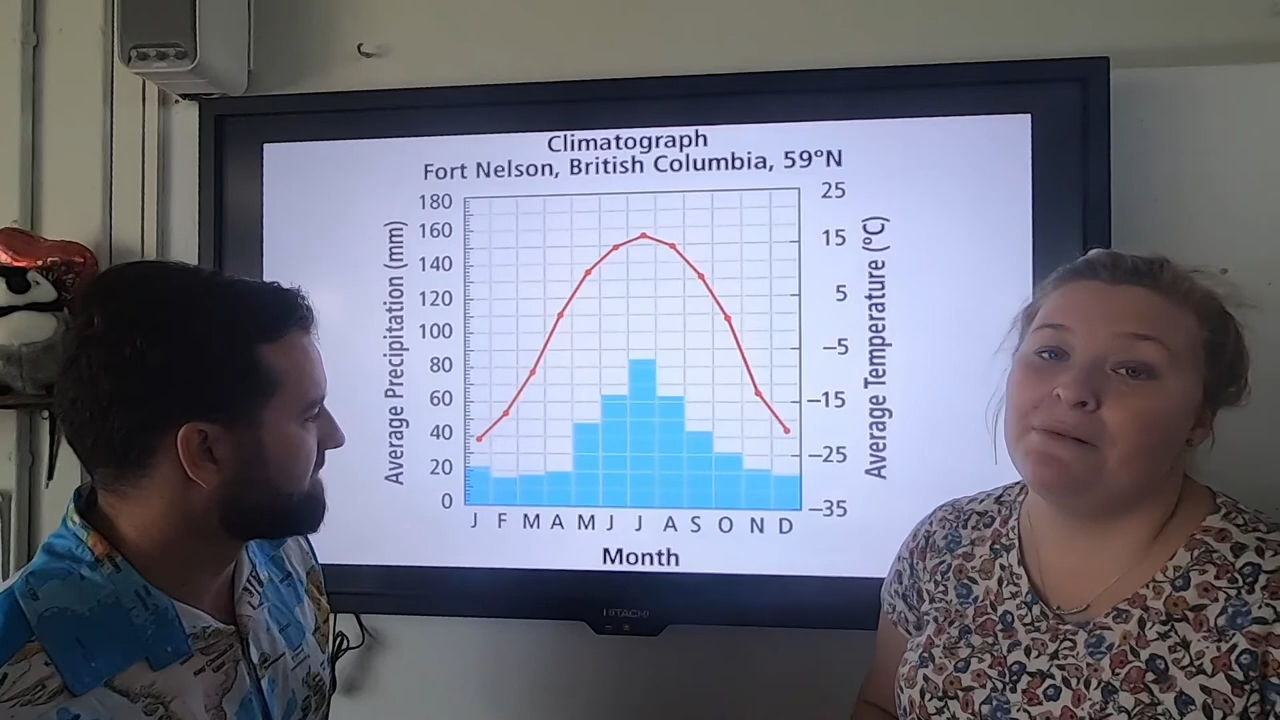 Climatograph
Fort Nelson, British Columbia, 59°N
Average Precipitation (mm)
180
160
140
120
100
80
60
40
20
0
25
15
5
−5
−15
−25
−35
Average Temperature (°C)
J F M A M J J A S O N D
Month
HITACHI